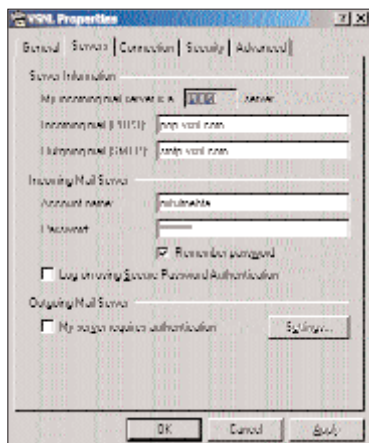 VSNL Properties
General Servers Connection Security Advanced
Server Information
My incoming mail server is a POP3 server
Incoming mail (POP3): pop.vsnl.com
Outgoing mail (SMTP): smtp.vsnl.com
Incoming Mail Server
Account name:
Password:
Remember password
Log on using Secure Password Authentication
Outgoing Mail Server
My server requires authentication Settings...
OK Cancel Apply